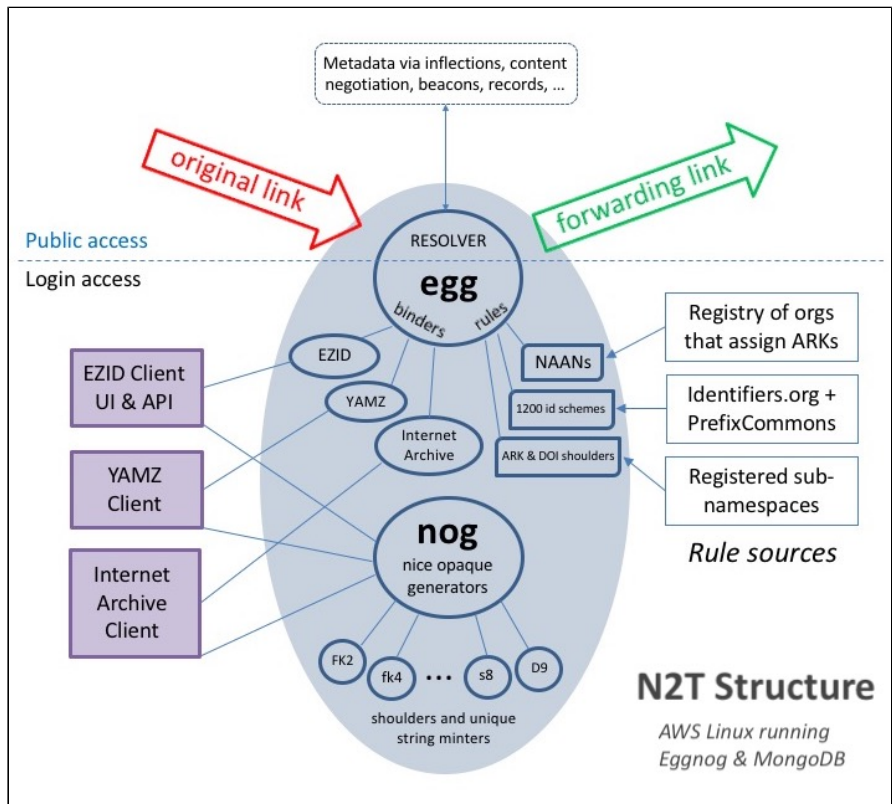 Metadata via inflections, content
negotiation, beacons, records, ...
original link
forwarding link
Public access
RESOLVER
Login access
egg
binders
rules
EZID
NAANs
Registry of orgs
that assign ARKs
EZID Client
UI & API
YAMZ
1200 id schemes
Identifiers.org +
PrefixCommons
Internet
Archive
ARK & DOI shoulders
YAMZ
Client
Registered sub-
namespaces
nog
nice opaque
generators
Rule sources
Internet
Archive
Client
FK2
fk4
...
s8
D9
shoulders and unique
string minters
N2T Structure
AWS Linux running
Eggnog & MongoDB